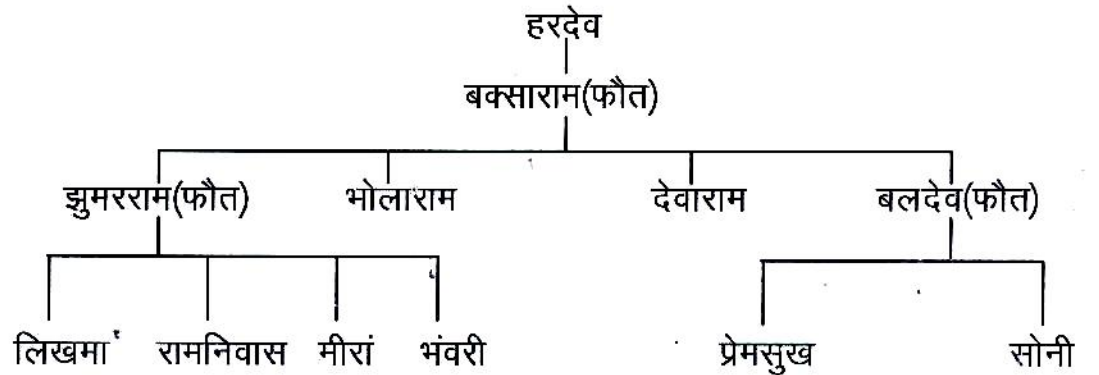 हरदेव
बक्साराम(फौत)
झुमरराम(फौत) भोलाराम देवाराम बलदेव(फौत)
लिखमा रामनिवास मीरां भंवरी प्रेमसुख सोनी